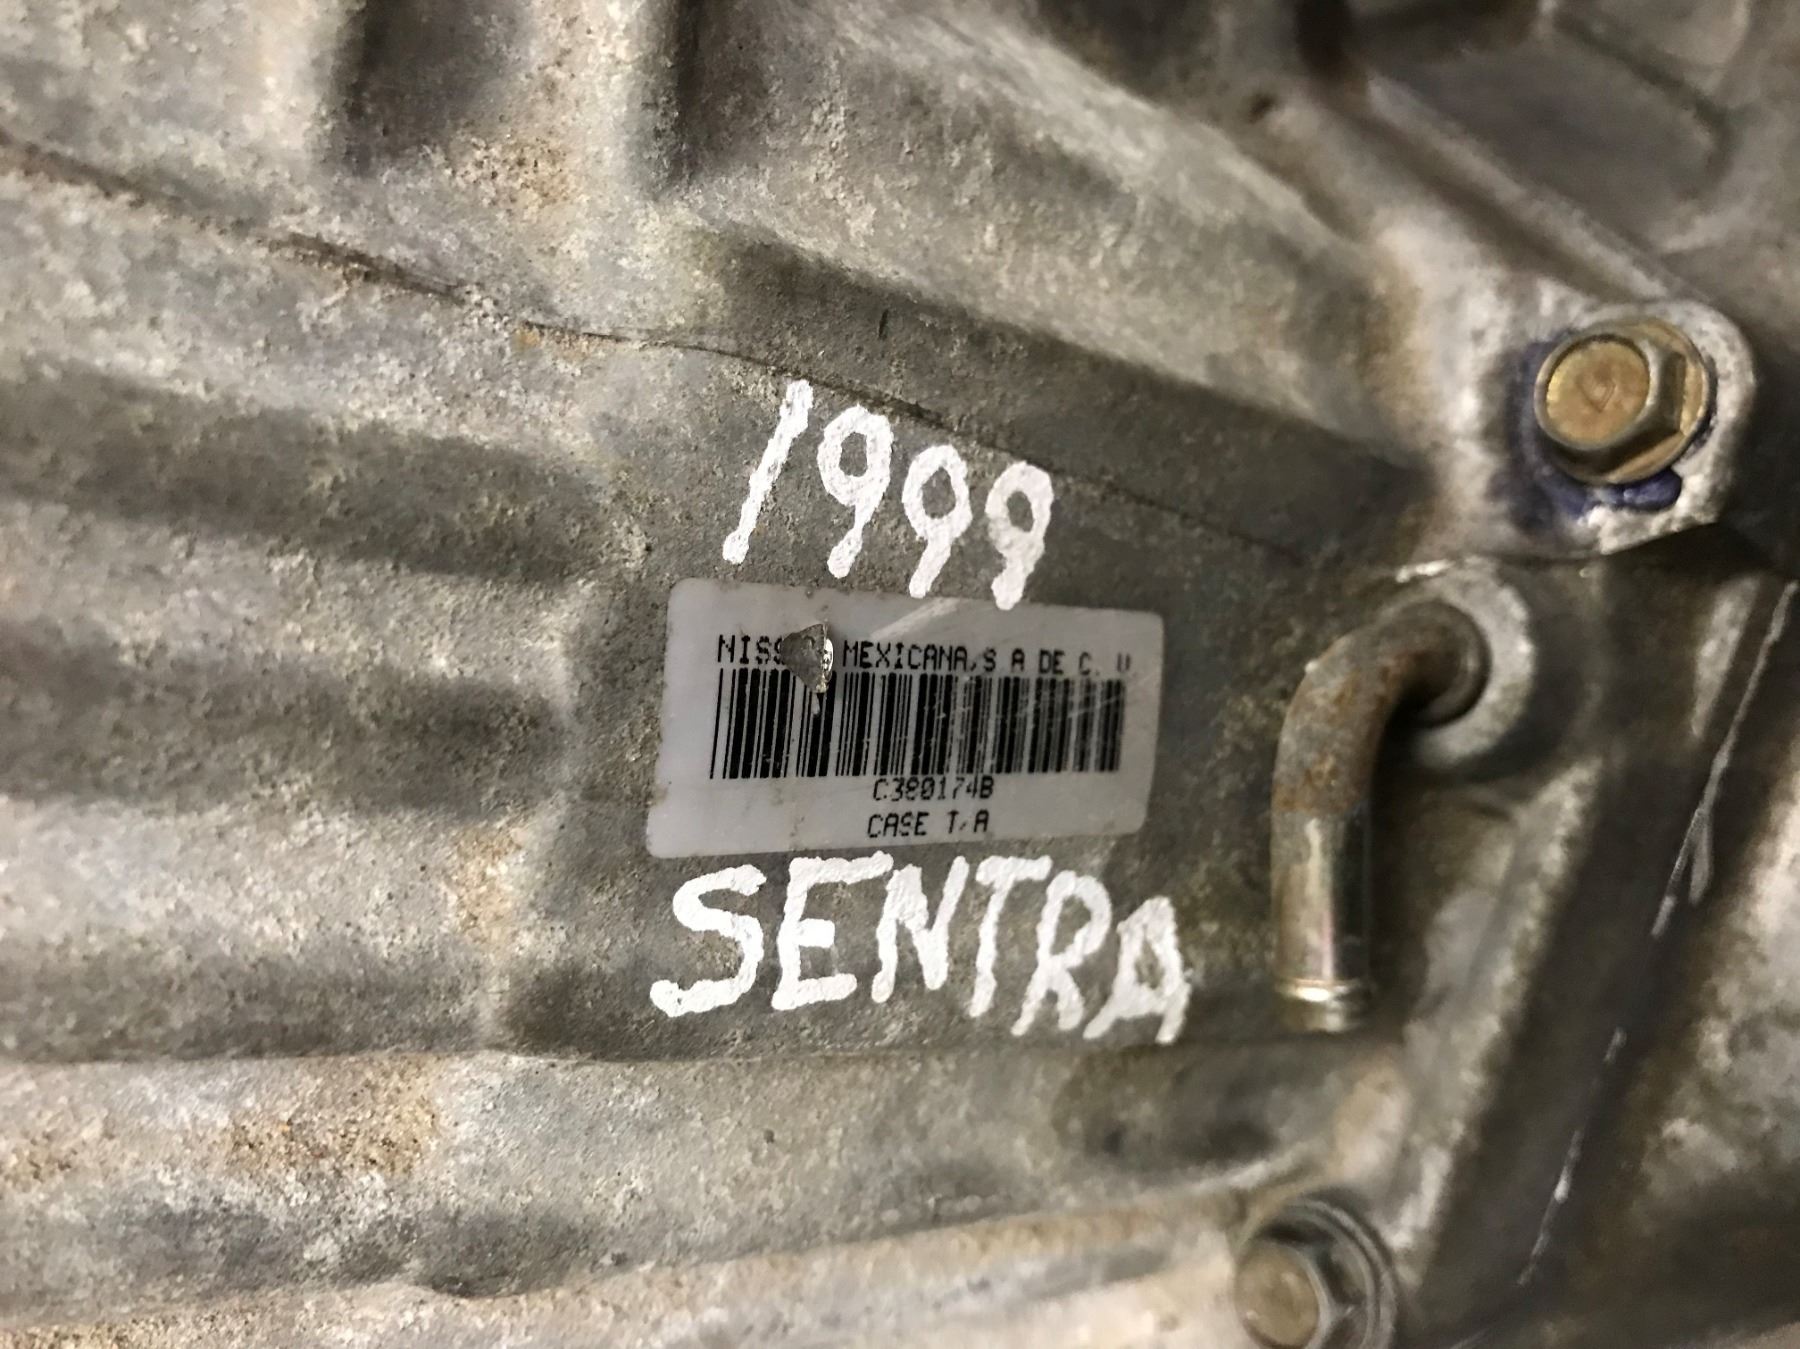 1999
NISS MEXICANA,S A DE C. V
C380174B
CASE T/A
SENTRA